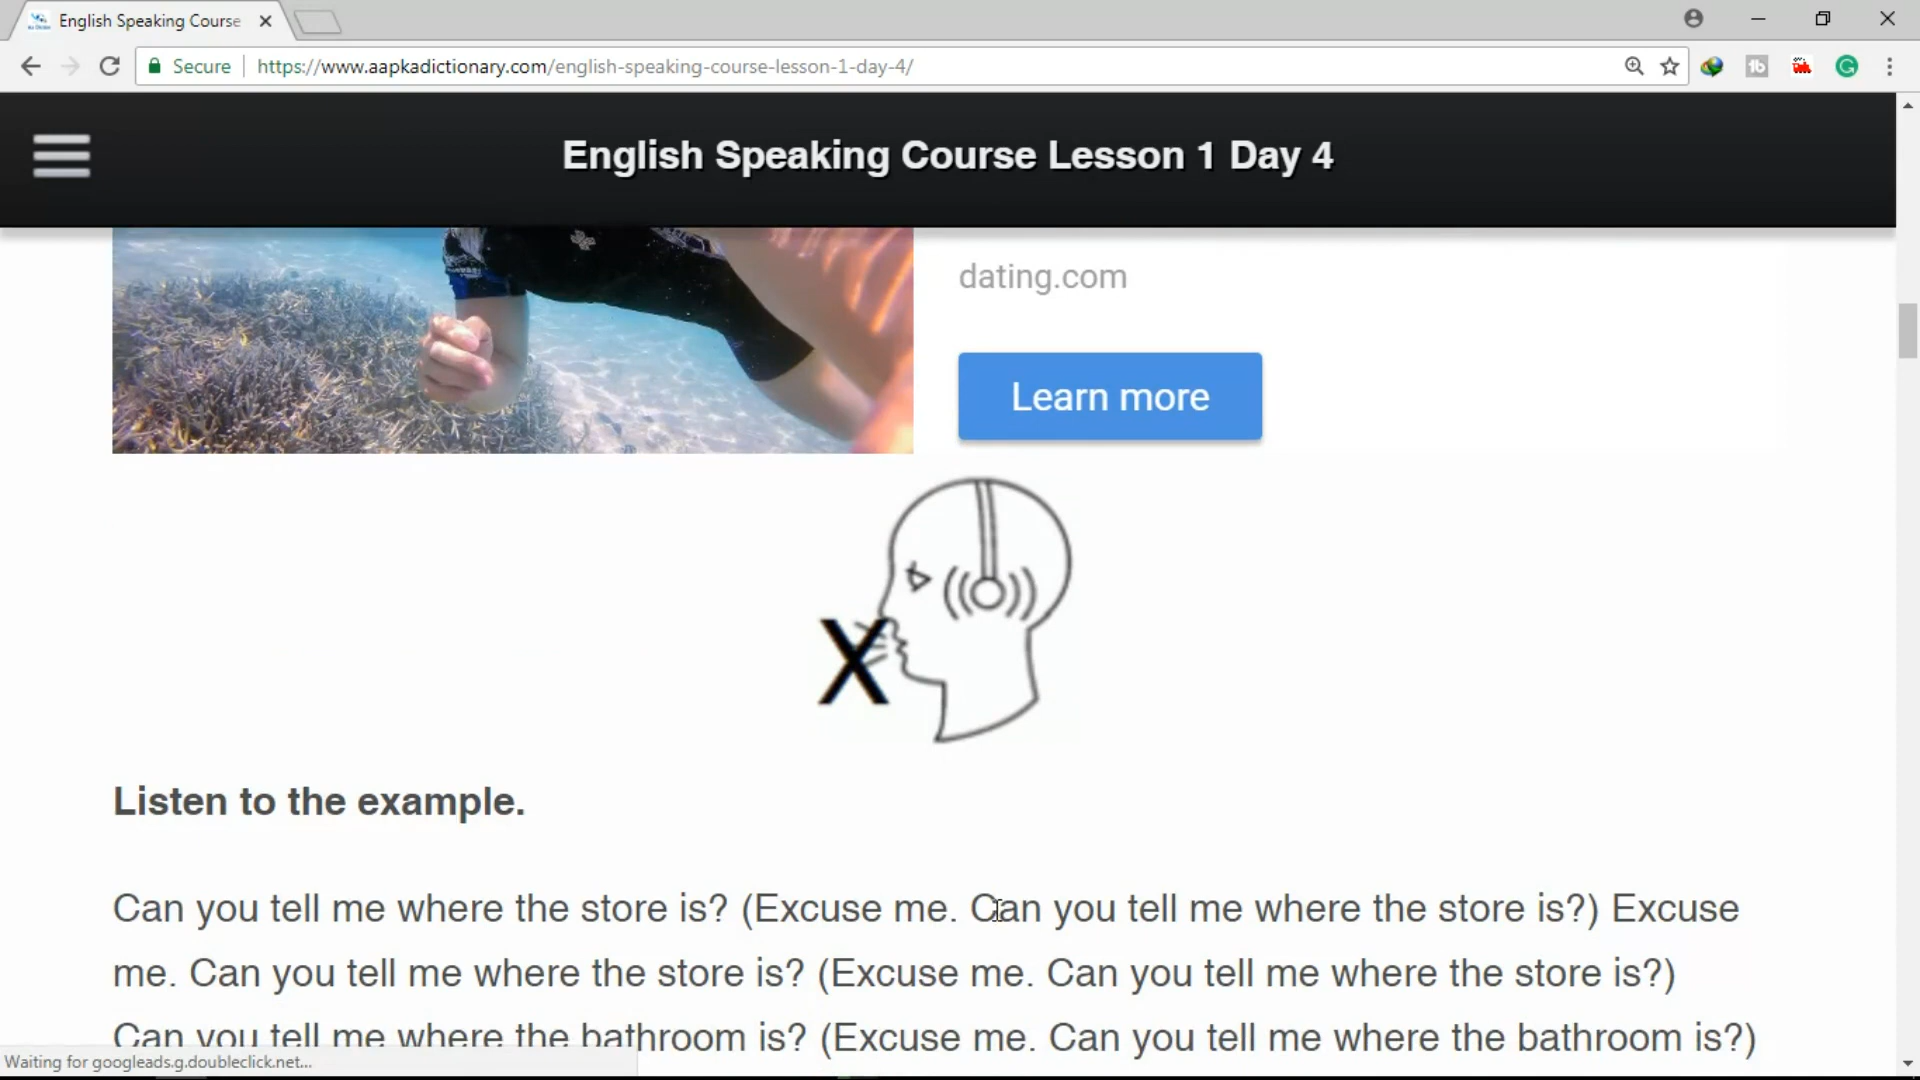 English Speaking Course
Secure
https://www.aapkadictionary.com/english-speaking-course-lesson-1-day-4/
English Speaking Course Lesson 1 Day 4
dating.com
Learn more
X
Listen to the example.
Can you tell me where the store is? (Excuse me. Can you tell me where the store is?) Excuse
me. Can you tell me where the store is? (Excuse me. Can you tell me where the store is?)
Can you tell me where the bathroom is? (Excuse me. Can you tell me where the bathroom is?)
Waiting for googleads.g.doubleclick.net...